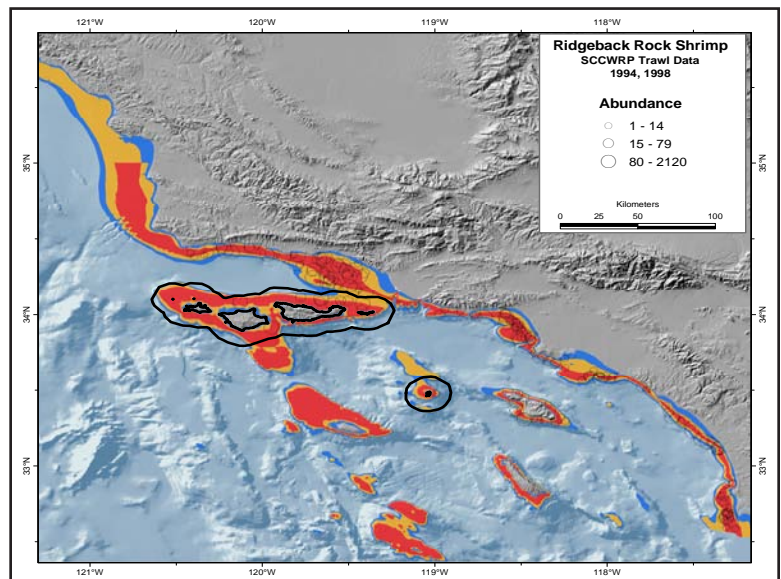 121°W 120°W 119°W 118°W
Ridgeback Rock Shrimp
SCCWRP Trawl Data
1994, 1998
Abundance
1 - 14
15 - 79
80 - 2120
Kilometers
0 25 50 100
35°N 35°N
34°N 34°N
33°N 33°N
121°W 120°W 119°W 118°W